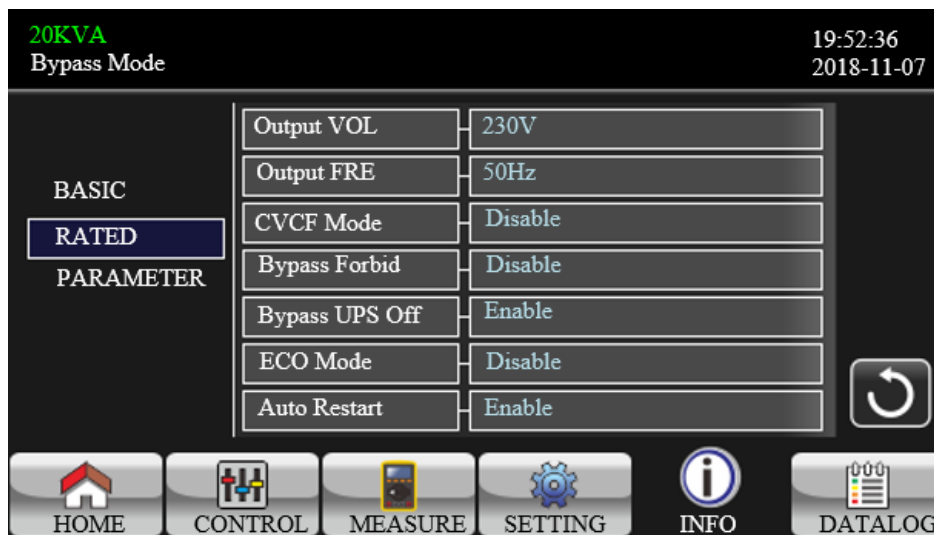 20KVA
Bypass Mode
19:52:36
2018-11-07
BASIC
RATED
PARAMETER
Output VOL 230V
Output FRE 50Hz
CVCF Mode Disable
Bypass Forbid Disable
Bypass UPS Off Enable
ECO Mode Disable
Auto Restart Enable
HOME CONTROL MEASURE SETTING INFO DATALOG